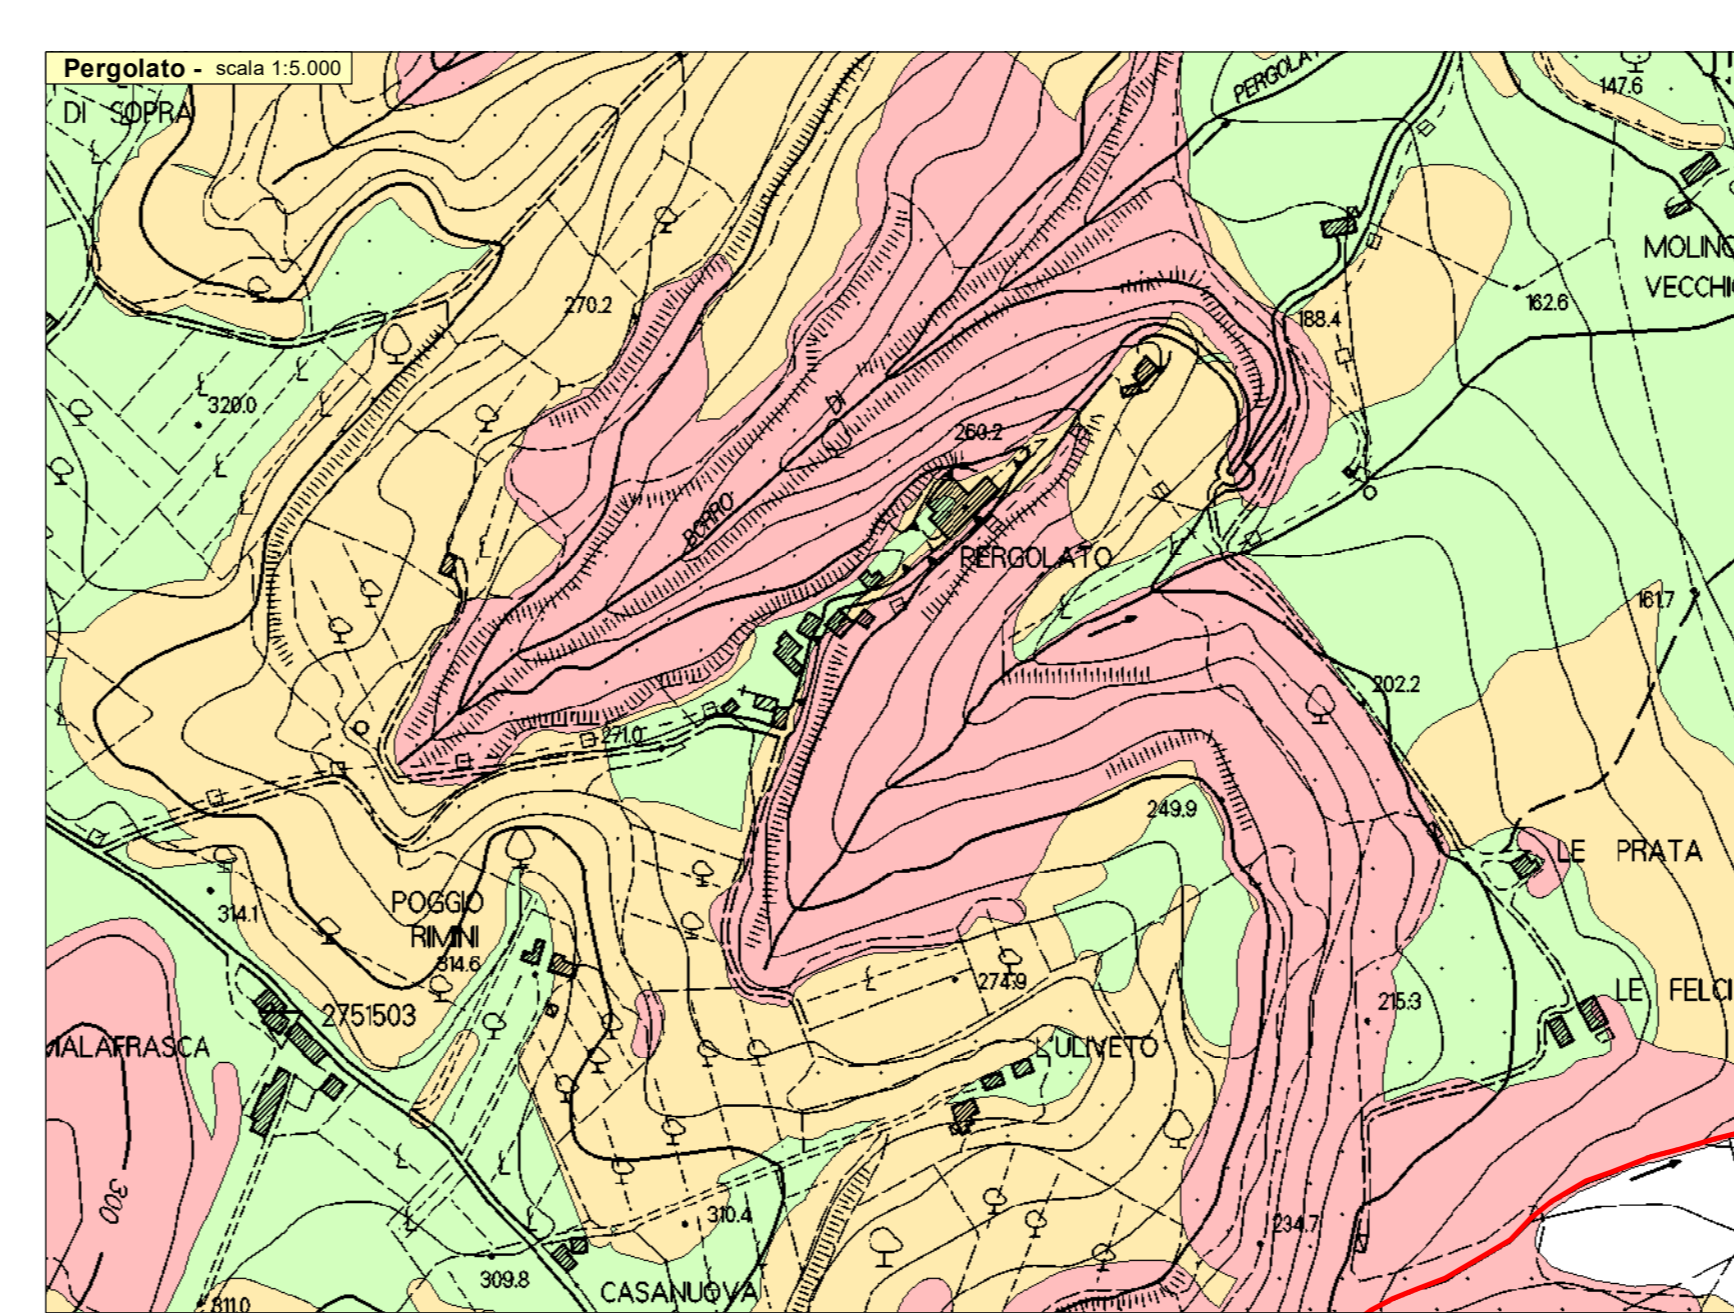 Pergolato - scala 1:5.000
DI SOPRA
147.6
MOLINO
VECCHI
162.6
188.4
270.2
320.0
DI
260.2
BORRO
PERGOLATO
161.7
202.2
271.0
249.9
LE PRATA
POGGIO
RIMINI
314.1
314.6
274.9
LE FELCI
215.3
2751503
MALAFRASCA
L'ULIVETO
300
310.4
234.7
309.8
CASANUOVA
311.0